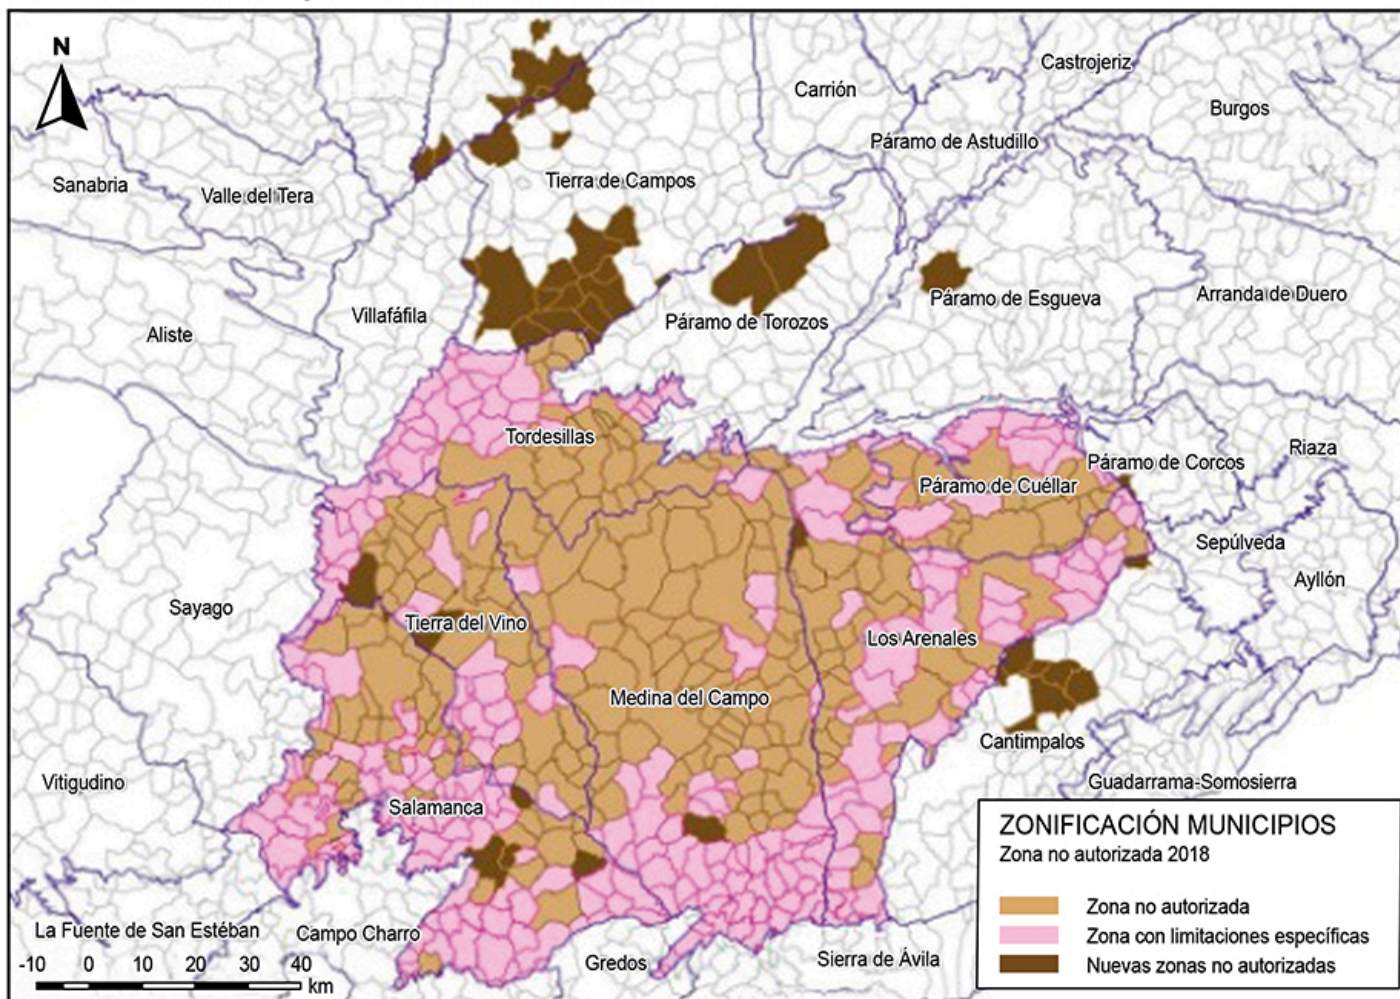 N
Castrojeriz
Carrión
Burgos
Páramo de Astudillo
Sanabria
Valle del Tera
Tierra de Campos
Villafáfila
Aliste
Páramo de Torozos
Páramo de Esgueva
Arranda de Duero
Tordesillas
Riaza
Páramo de Corcos
Páramo de Cuéllar
Sepúlveda
Ayllón
Sayago
Tierra del Vino
Los Arenales
Medina del Campo
Cantimpalos
Vitigudino
Guadarrama-Somosierra
Salamanca
La Fuente de San Estéban
Campo Charro
Gredos
Sierra de Ávila
-10 0 10 20 30 40 km
ZONIFICACIÓN MUNICIPIOS
Zona no autorizada 2018
Zona no autorizada
Zona con limitaciones específicas
Nuevas zonas no autorizadas